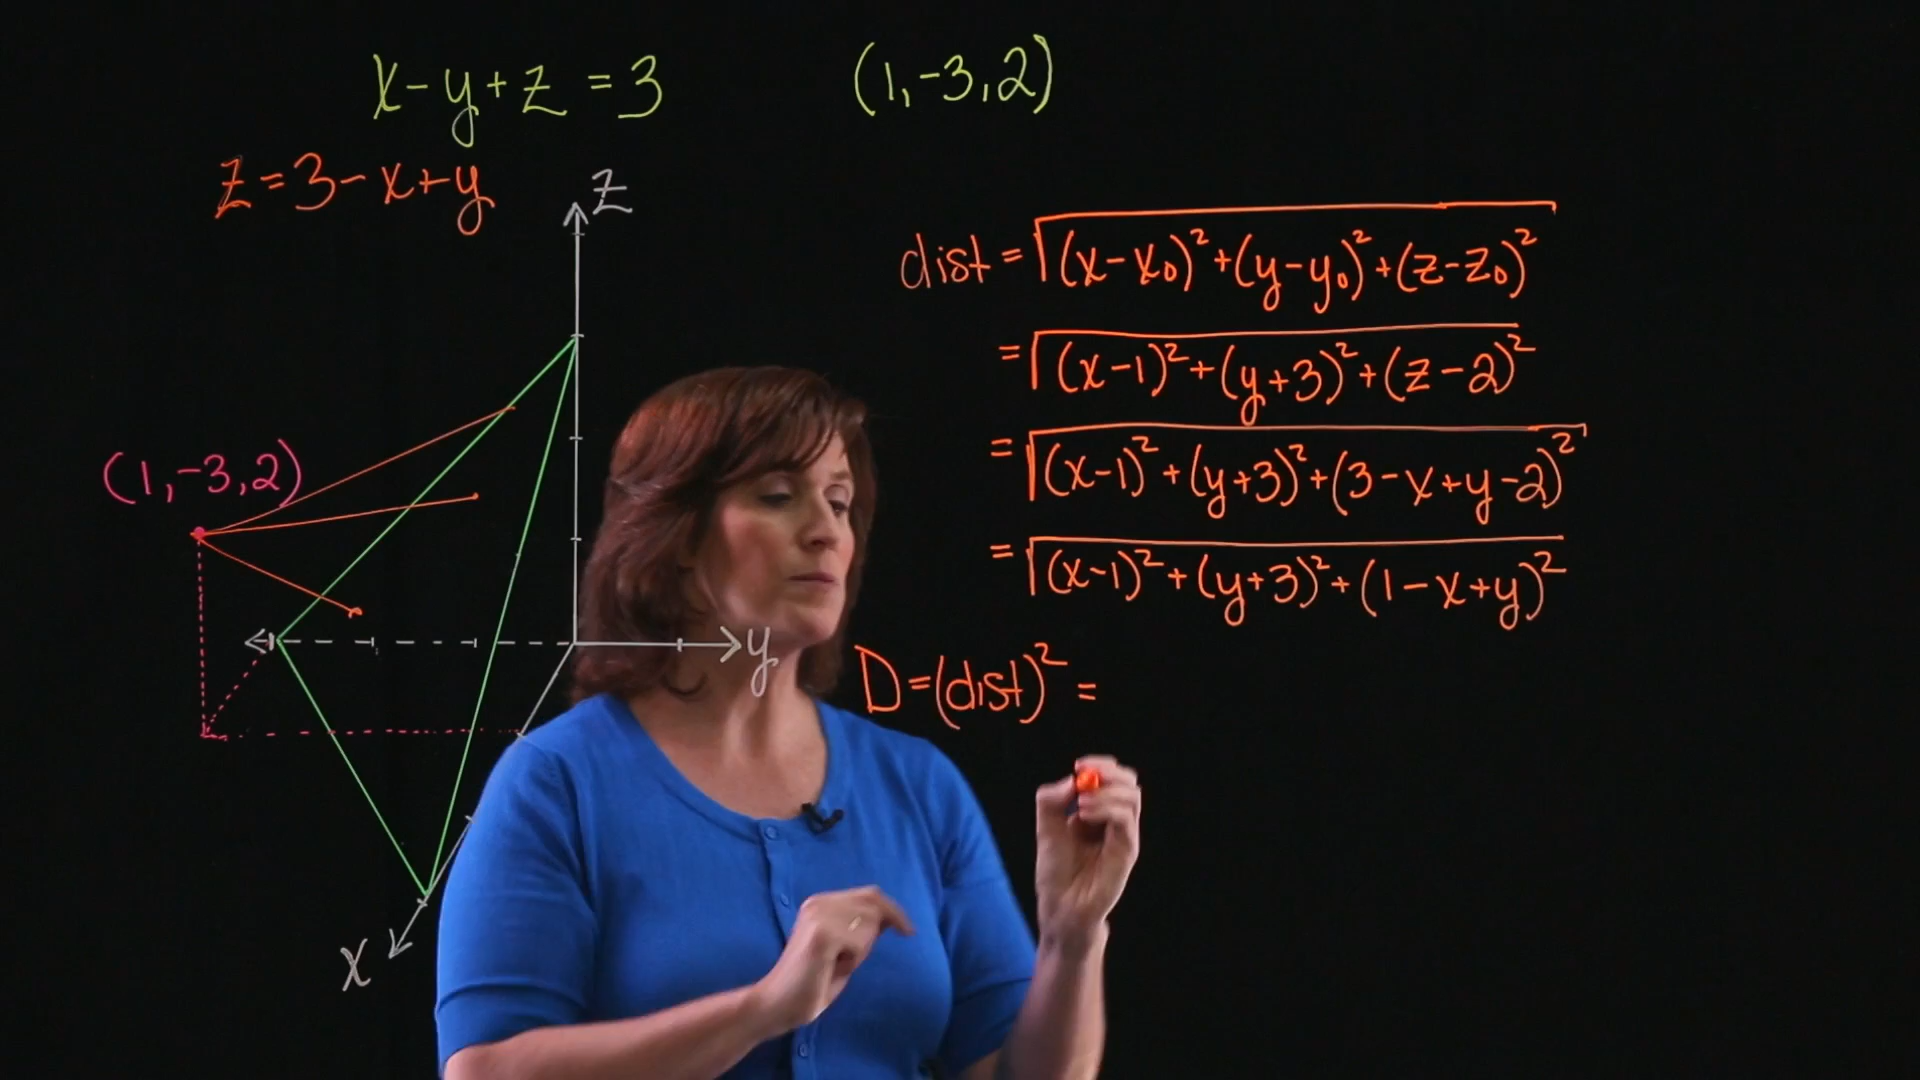 x-y+z=3
(1,-3,2)
z=3-x+y
z
dist=√(x-x₀)²+(y-y₀)²+(z-z₀)²
=√(x-1)²+(y+3)²+(z-2)²
=√(x-1)²+(y+3)²+(3-x+y-2)²
(1,-3,2)
=√(x-1)²+(y+3)²+(1-x+y)²
y
D=(dist)²=
x